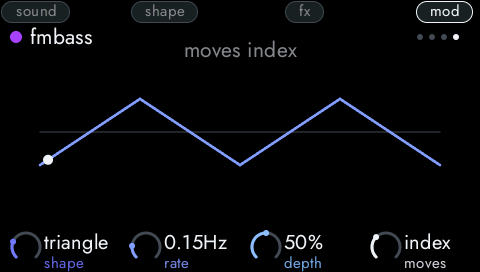 sound shape fx mod
fmbass
moves index
triangle 0.15Hz 50% index
shape rate depth moves